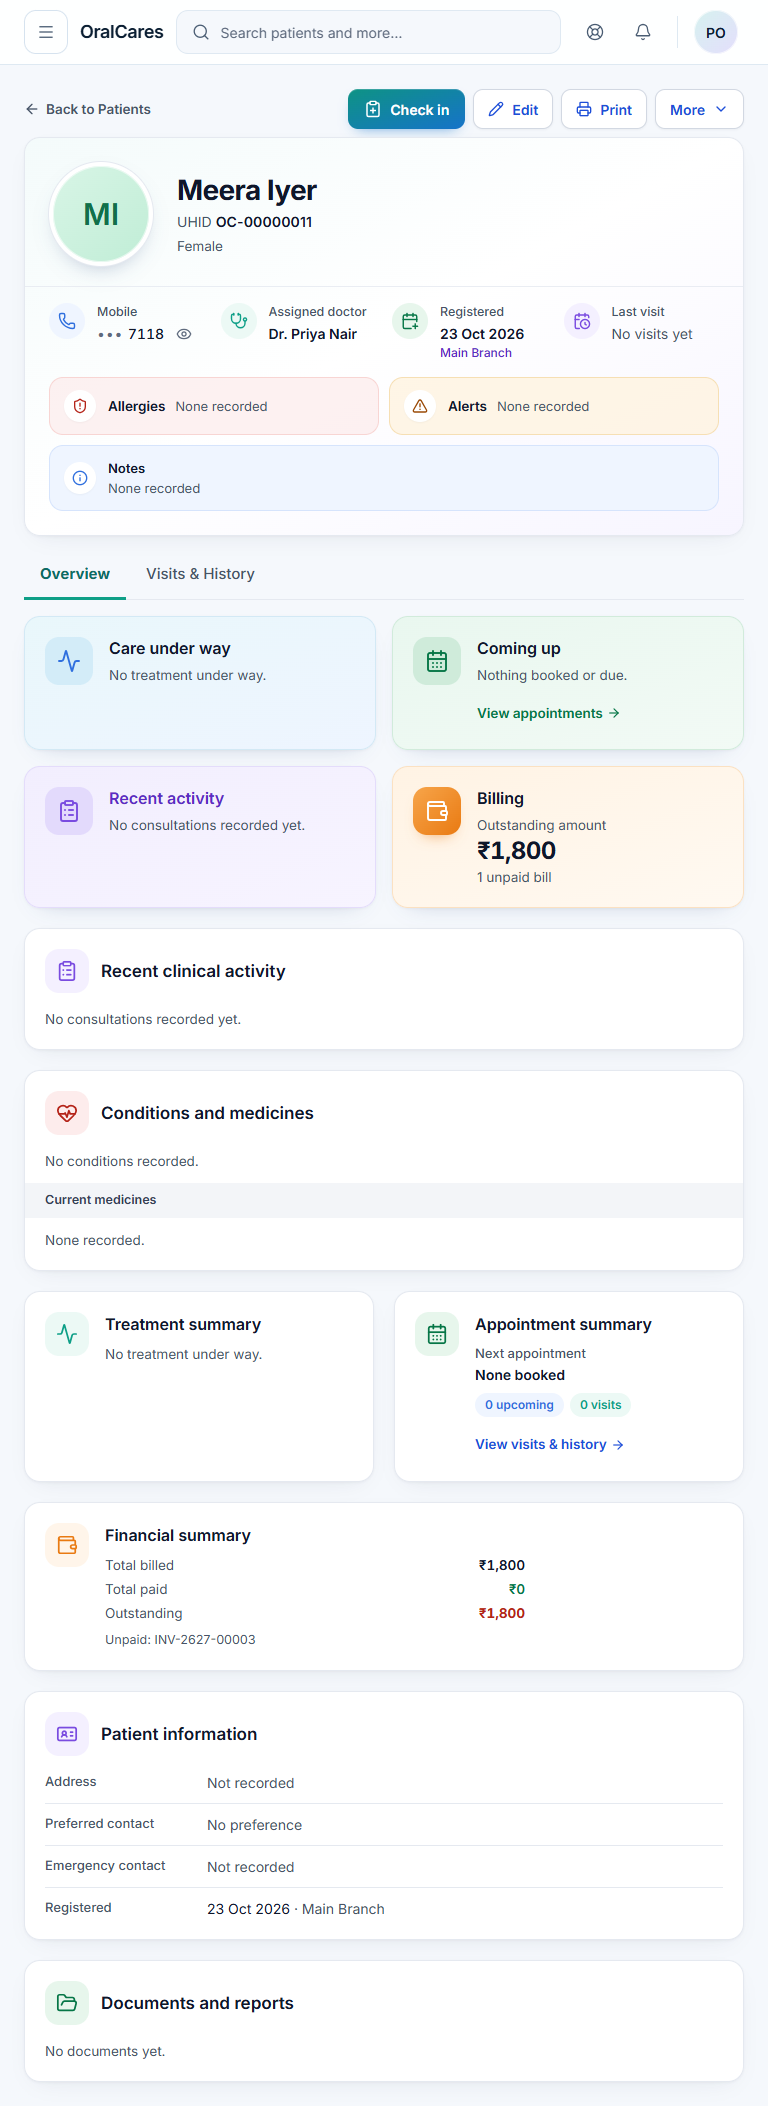 OralCares
Search patients and more...
PO
Back to Patients
Check in
Edit
Print
More
MI
Meera Iyer
UHID OC-00000011
Female
Mobile
••• 7118
Assigned doctor
Dr. Priya Nair
Registered
23 Oct 2026
Main Branch
Last visit
No visits yet
Allergies None recorded
Alerts None recorded
Notes
None recorded
Overview
Visits & History
Care under way
No treatment under way.
Coming up
Nothing booked or due.
View appointments →
Recent activity
No consultations recorded yet.
Billing
Outstanding amount
₹1,800
1 unpaid bill
Recent clinical activity
No consultations recorded yet.
Conditions and medicines
No conditions recorded.
Current medicines
None recorded.
Treatment summary
No treatment under way.
Appointment summary
Next appointment
None booked
0 upcoming
0 visits
View visits & history →
Financial summary
Total billed ₹1,800
Total paid ₹0
Outstanding ₹1,800
Unpaid: INV-2627-00003
Patient information
Address Not recorded
Preferred contact No preference
Emergency contact Not recorded
Registered 23 Oct 2026 · Main Branch
Documents and reports
No documents yet.